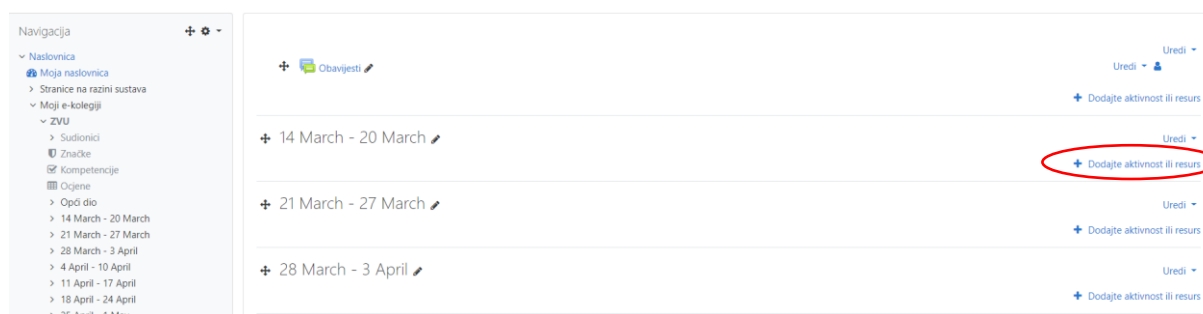 Navigacija
Naslovnica
Moja naslovnica
Stranice na razini sustava
Moji e-kolegiji
ZVU
Sudionici
Značke
Kompetencije
Ocjene
Opći dio
14 March - 20 March
21 March - 27 March
28 March - 3 April
4 April - 10 April
11 April - 17 April
18 April - 24 April
Uredi
Obavijesti
Uredi
Dodajte aktivnost ili resurs
14 March - 20 March
Uredi
Dodajte aktivnost ili resurs
21 March - 27 March
Uredi
Dodajte aktivnost ili resurs
28 March - 3 April
Uredi
Dodajte aktivnost ili resurs